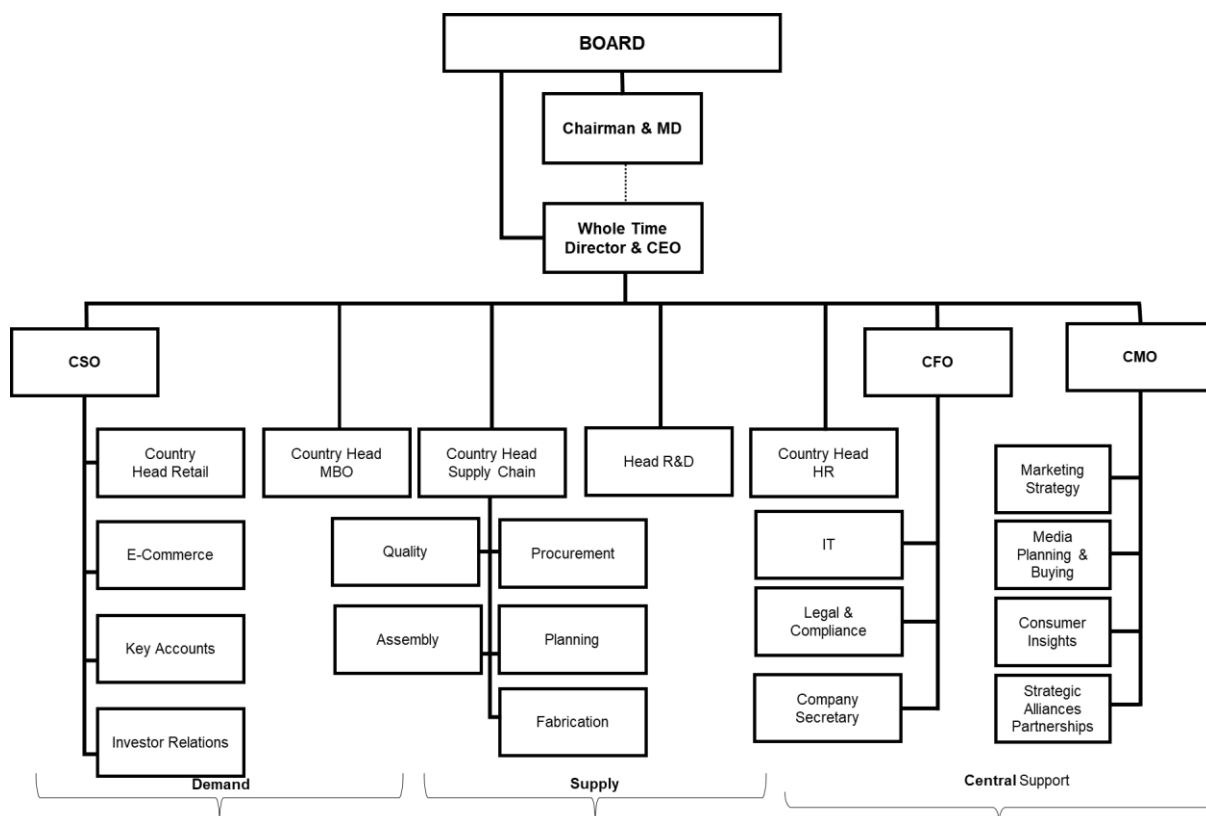 BOARD
Chairman & MD
Whole Time
Director & CEO
CSO
CFO
CMO
Country
Head Retail
Country Head
MBO
Country Head
Supply Chain
Head R&D
Country Head
HR
Marketing
Strategy
E-Commerce
Quality
Procurement
IT
Media
Planning &
Buying
Key Accounts
Assembly
Planning
Legal &
Compliance
Consumer
Insights
Investor Relations
Fabrication
Company
Secretary
Strategic
Alliances
Partnerships
Demand
Supply
Central Support